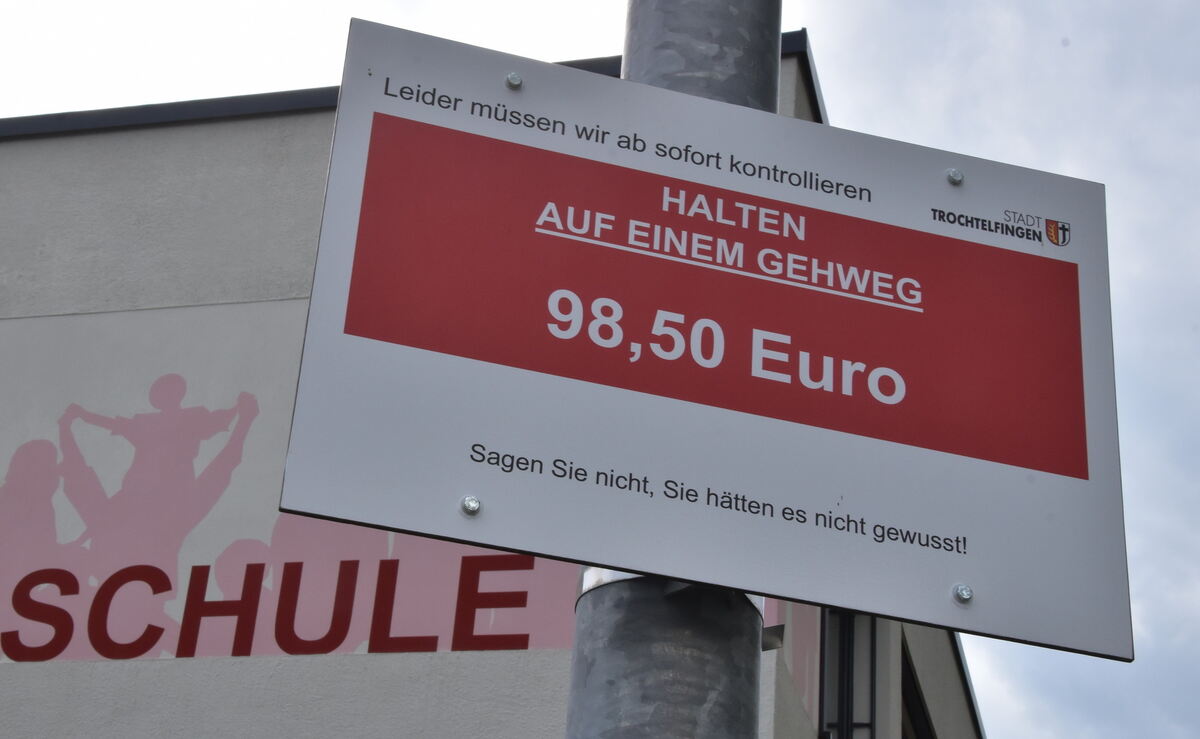 Leider müssen wir ab sofort kontrollieren
STADT
TROCHTELFINGEN
HALTEN
AUF EINEM GEHWEG
98,50 Euro
Sagen Sie nicht, Sie hätten es nicht gewusst!
SCHULE